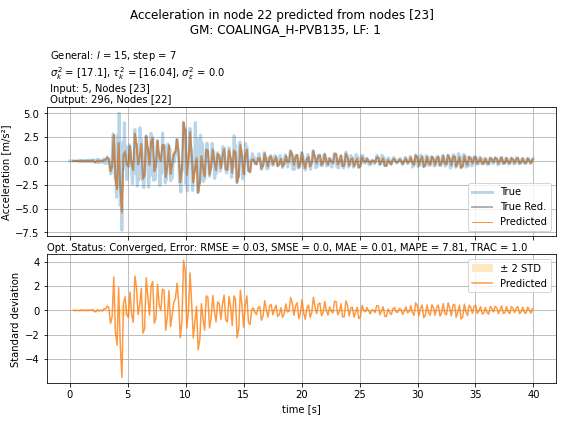 Acceleration in node 22 predicted from nodes [23]
GM: COALINGA_H-PVB135, LF: 1
General: l = 15, step = 7
σ²ₖ = [17.1], τ²ₖ = [16.04], σ²ε = 0.0
Input: 5, Nodes [23]
Output: 296, Nodes [22]
Acceleration [m/s²]
5.0
2.5
0.0
−2.5
−5.0
−7.5
True
True Red.
Predicted
Opt. Status: Converged, Error: RMSE = 0.03, SMSE = 0.0, MAE = 0.01, MAPE = 7.81, TRAC = 1.0
Standard deviation
4
2
0
−2
−4
± 2 STD
Predicted
0 5 10 15 20 25 30 35 40
time [s]